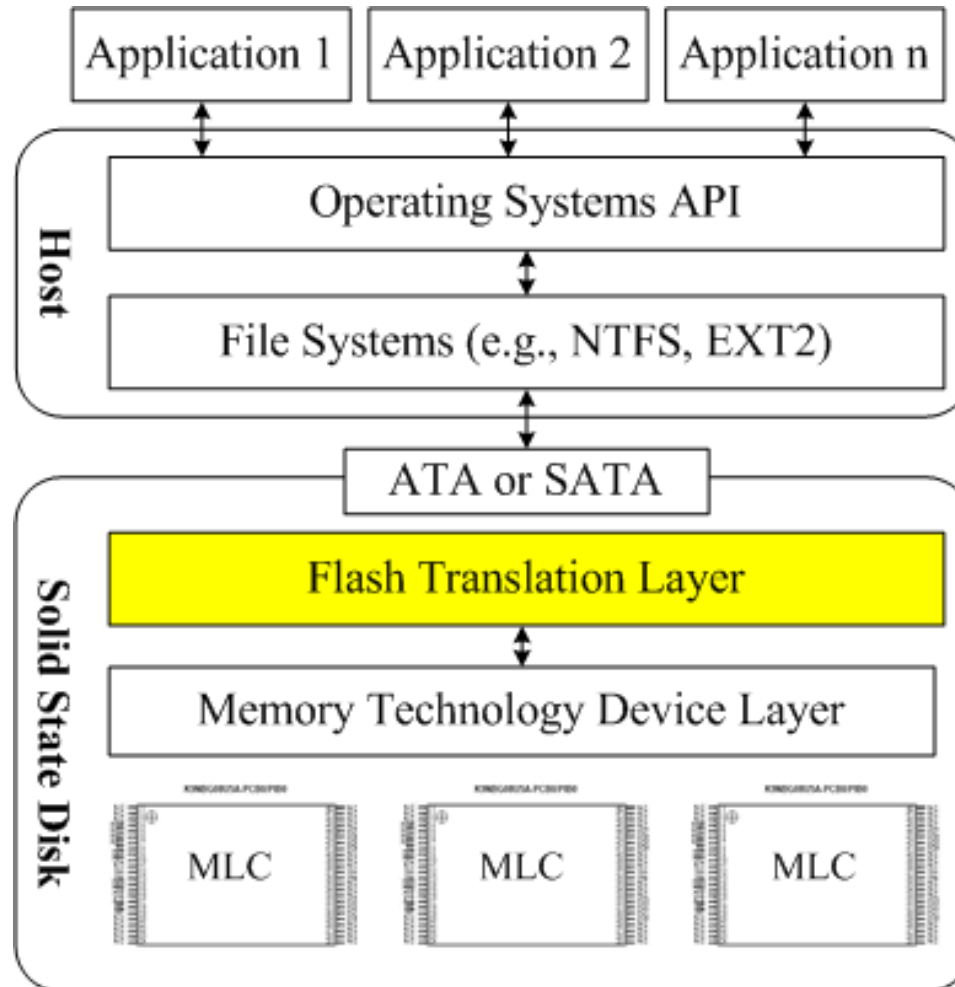 Application 1
Application 2
Application n
Host
Operating Systems API
File Systems (e.g., NTFS, EXT2)
ATA or SATA
Solid State Disk
Flash Translation Layer
Memory Technology Device Layer
MLC
MLC
MLC